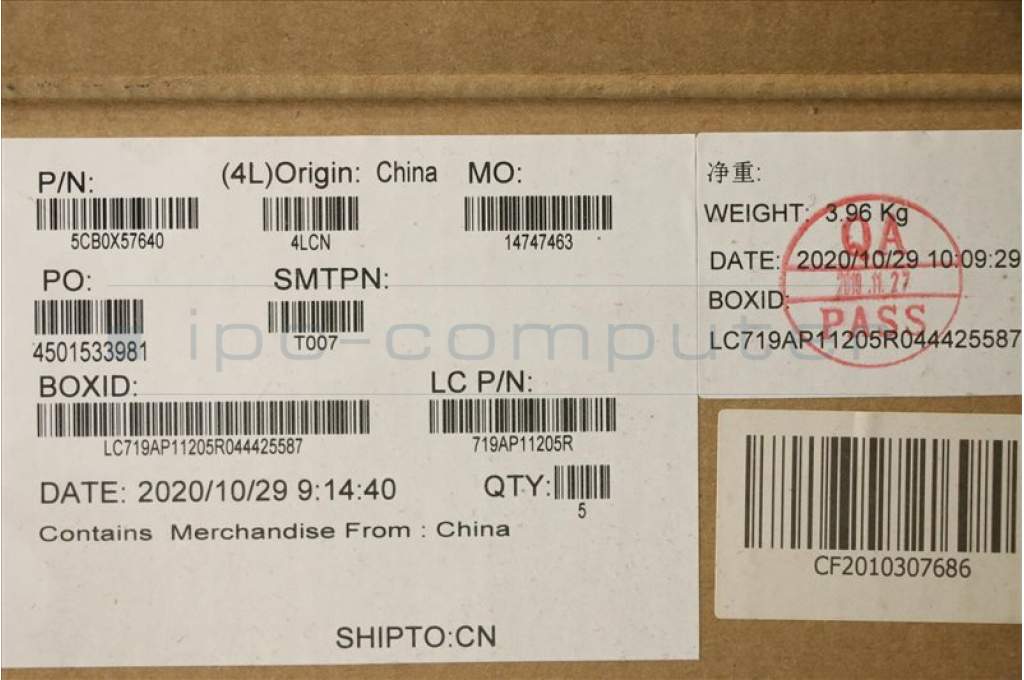 P/N:
5CB0X57640
(4L)Origin: China
4LCN
MO:
14747463
PO:
4501533981
SMTPN:
T007
BOXID:
LC719AP11205R044425587
LC P/N:
719AP11205R
DATE: 2020/10/29 9:14:40
QTY:
5
Contains Merchandise From : China
SHIPTO:CN
净重:
WEIGHT: 3.96 Kg
DATE: 2020/10/29 10:09:29
BOXID:
LC719AP11205R044425587
QA
11.27
PASS
CF2010307686
ipc-computer